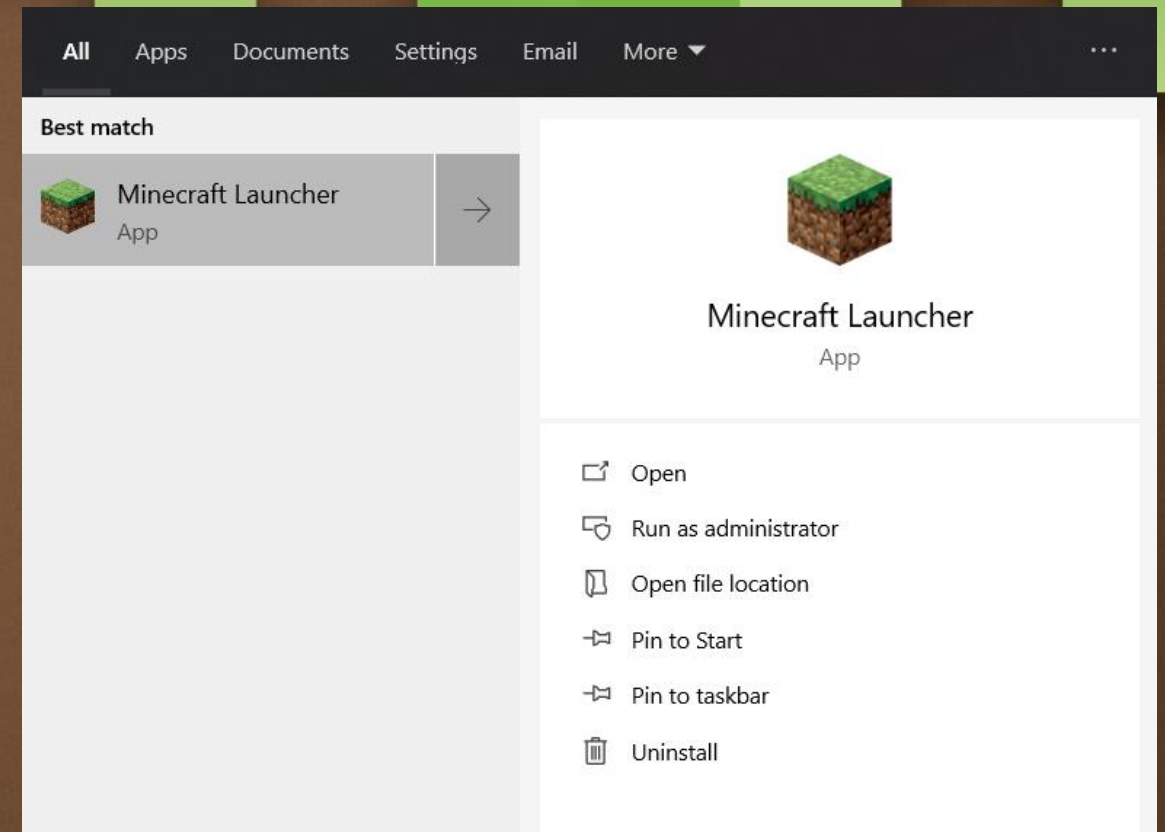 All Apps Documents Settings Email More
Best match
Minecraft Launcher
App
Minecraft Launcher
App
Open
Run as administrator
Open file location
Pin to Start
Pin to taskbar
Uninstall